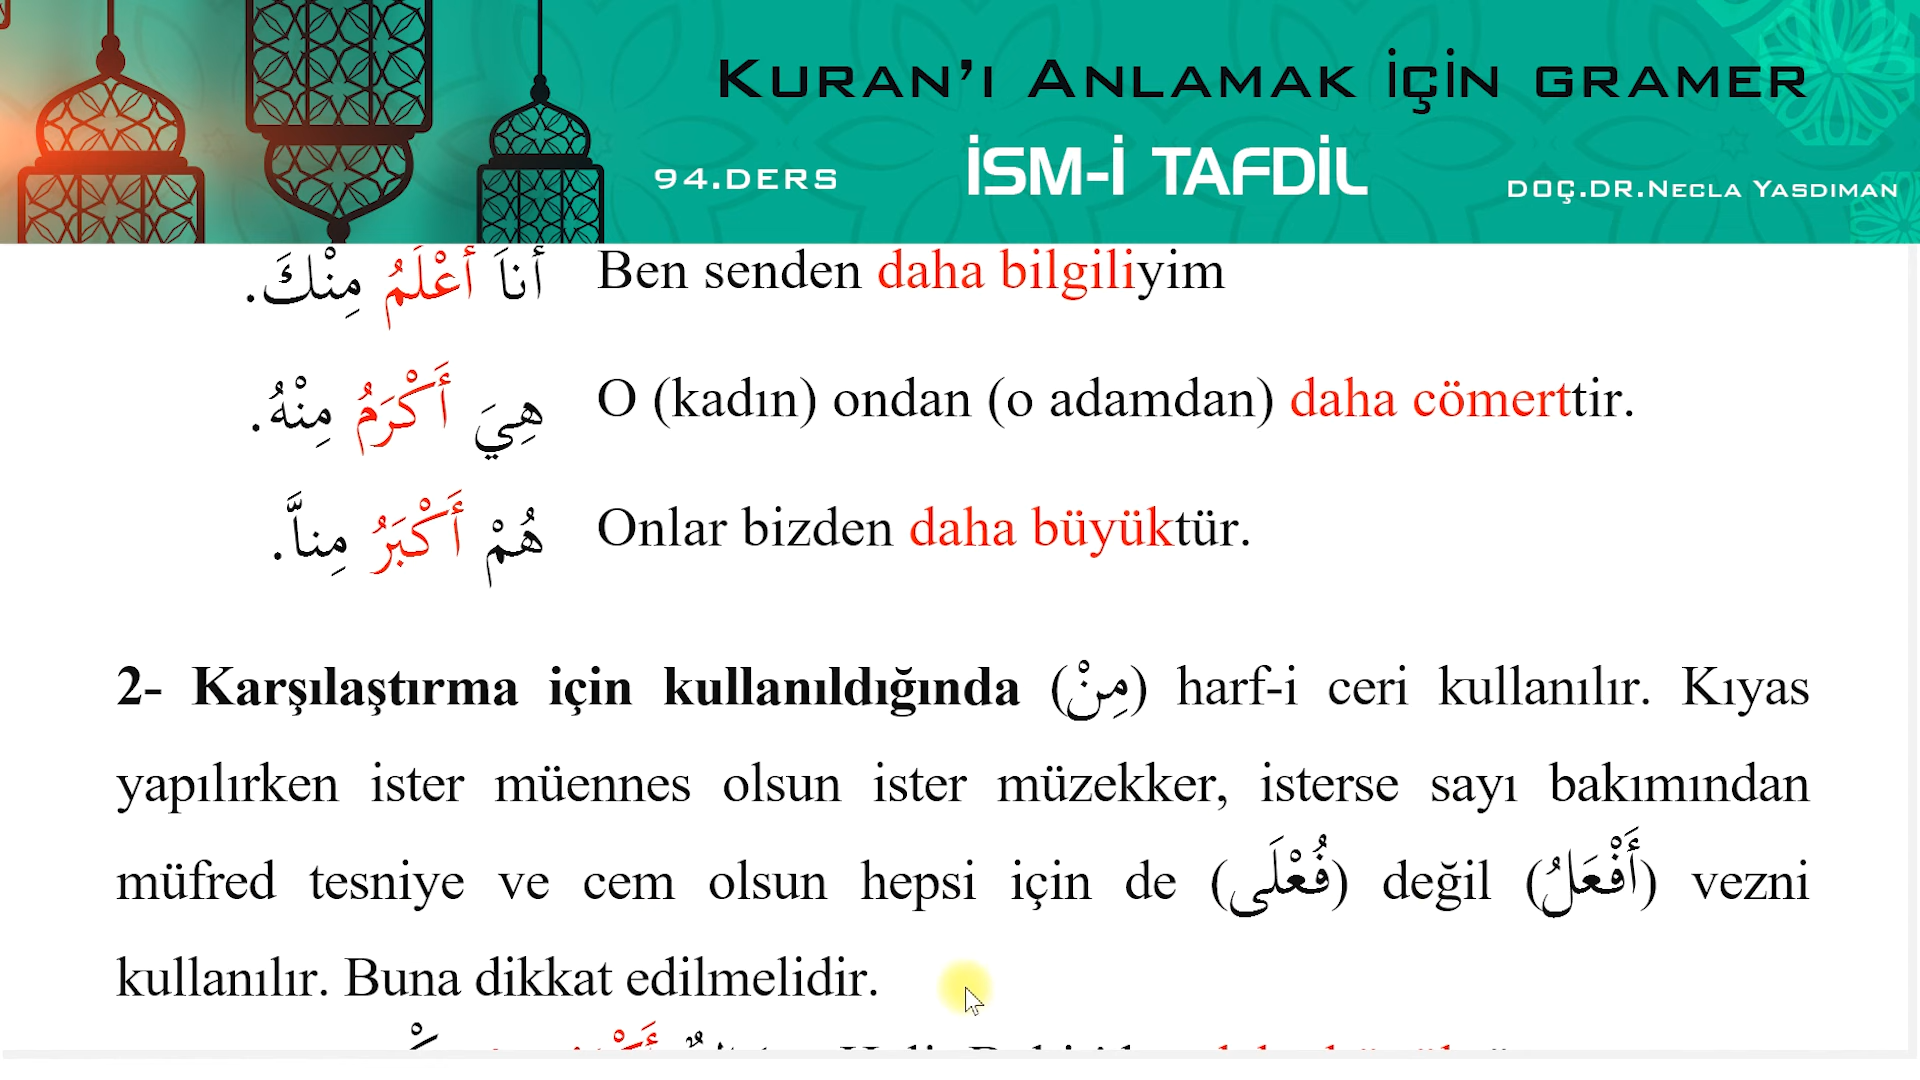 KURAN'I ANLAMAK İÇİN GRAMER
94.DERS İSM-İ TAFDİL DOÇ.DR.NECLA YASDIMAN
أَناَ أَعْلَمُ مِنْكَ. Ben senden daha bilgiliyim
هِيَ أَكْرَمُ مِنْهُ. O (kadın) ondan (o adamdan) daha cömerttir.
هُمْ أَكْبَرُ مِناَّ. Onlar bizden daha büyüktür.
2- Karşılaştırma için kullanıldığında (مِنْ) harf-i ceri kullanılır. Kıyas
yapılırken ister müennes olsun ister müzekker, isterse sayı bakımından
müfred tesniye ve cem olsun hepsi için de (فُعْلَى) değil (أَفْعَلُ) vezni
kullanılır. Buna dikkat edilmelidir.